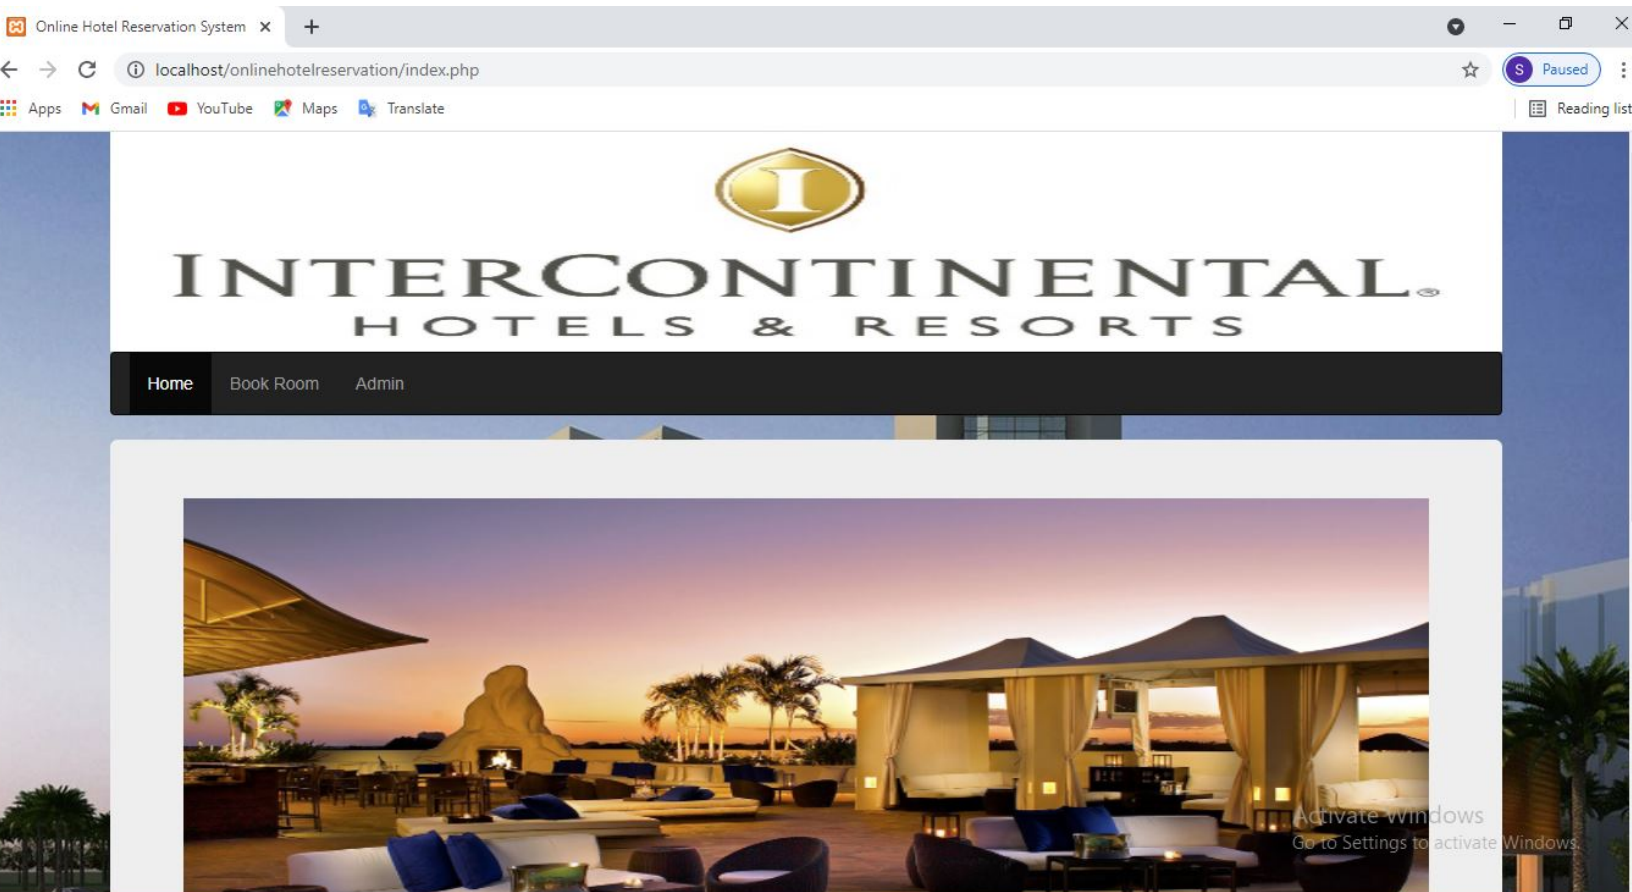 Online Hotel Reservation System
localhost/onlinehotelreservation/index.php
S Paused
Apps Gmail YouTube Maps Translate Reading list
I
INTERCONTINENTAL®
HOTELS & RESORTS
Home Book Room Admin
Activate Windows
Go to Settings to activate Windows.